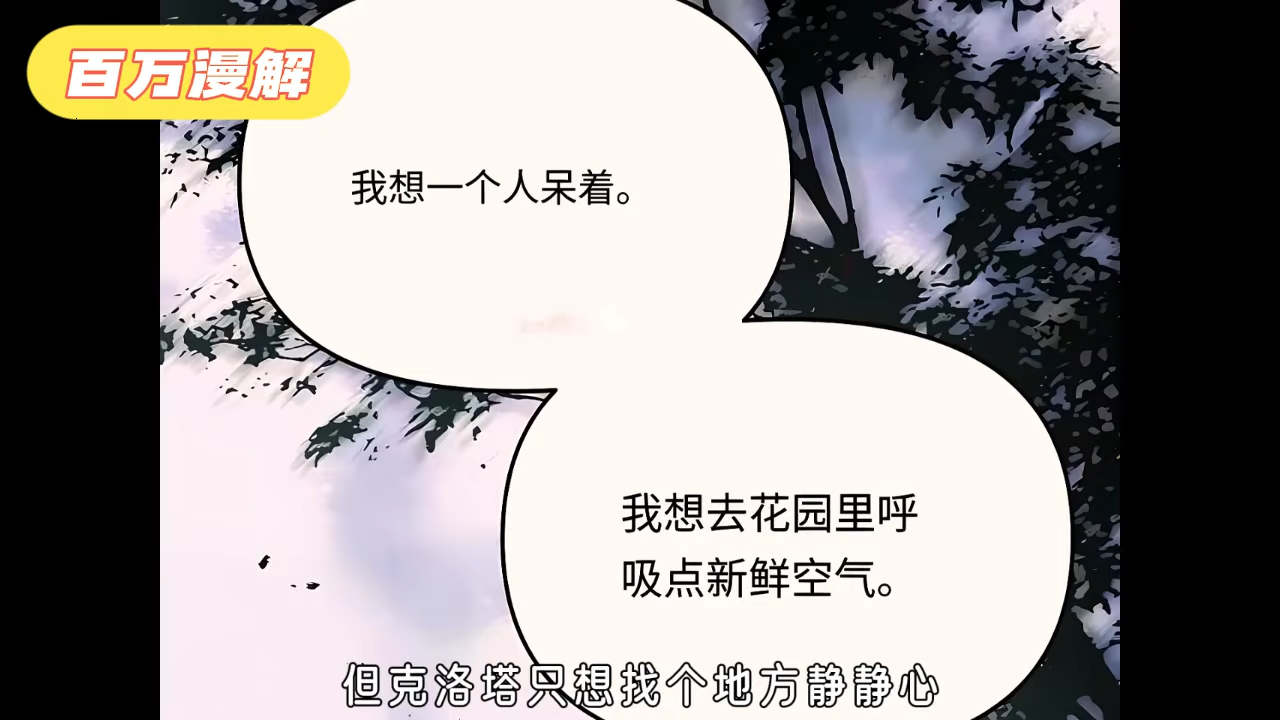 百万漫解
我想一个人呆着。
我想去花园里呼
吸点新鲜空气。
但克洛塔只想找个地方静静心